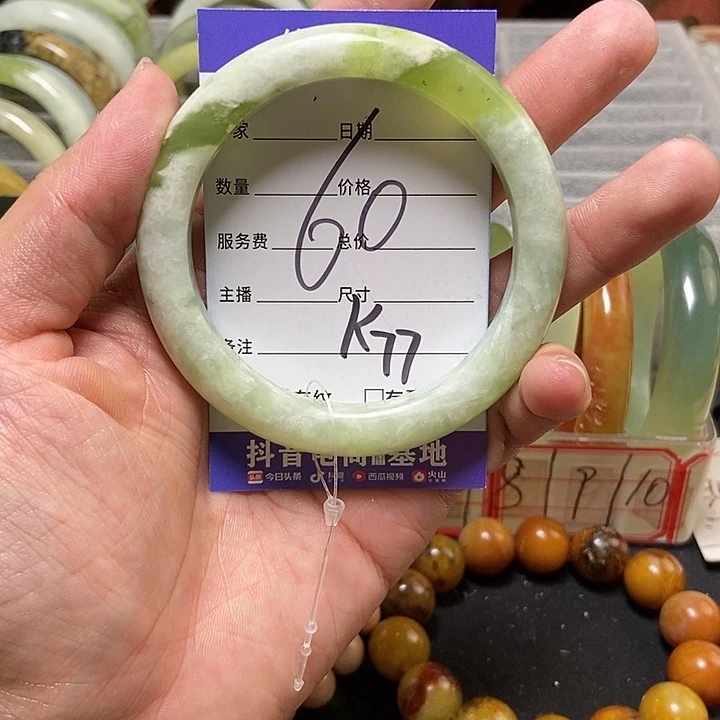 家 日期
数量 价格
60
服务费 总价
主播 尺寸
K77
备注
抖音电商直播基地
今日头条 抖音 西瓜视频 火山
8 P 10